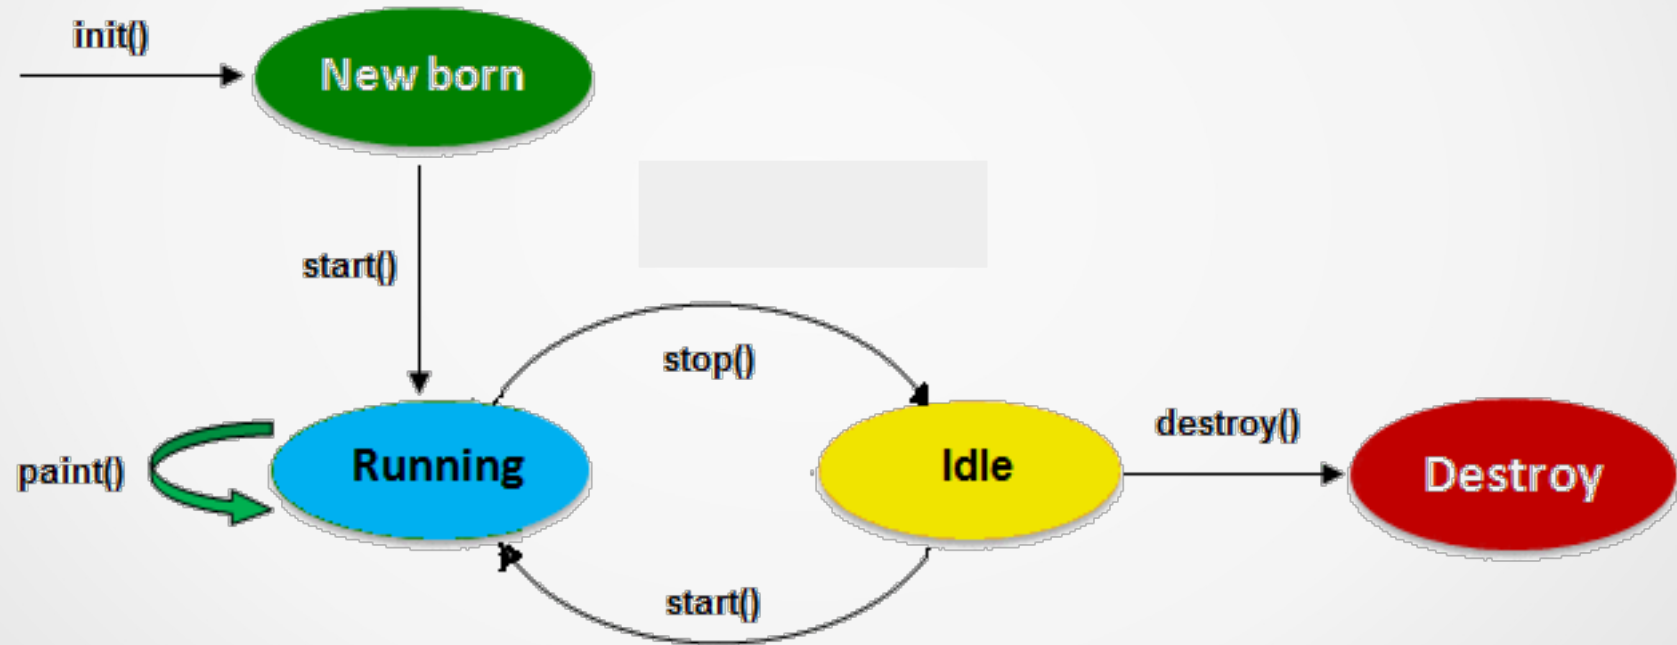 init()
New born
start()
stop()
paint()
Running
Idle
destroy()
Destroy
start()